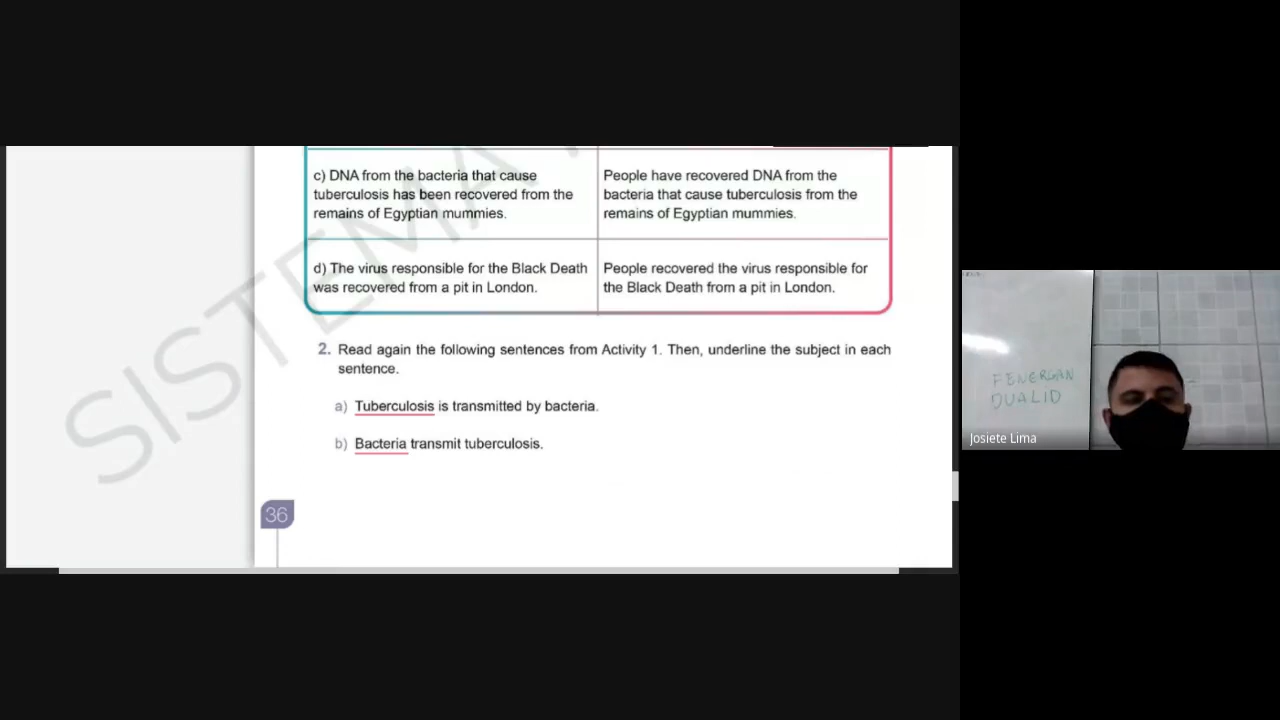 c) DNA from the bacteria that cause
tuberculosis has been recovered from the
remains of Egyptian mummies.
People have recovered DNA from the
bacteria that cause tuberculosis from the
remains of Egyptian mummies.
d) The virus responsible for the Black Death
was recovered from a pit in London.
People recovered the virus responsible for
the Black Death from a pit in London.
2. Read again the following sentences from Activity 1. Then, underline the subject in each
sentence.
a) Tuberculosis is transmitted by bacteria.
b) Bacteria transmit tuberculosis.
36
SISTEMA
FENERGAN
DUALID
Josiete Lima